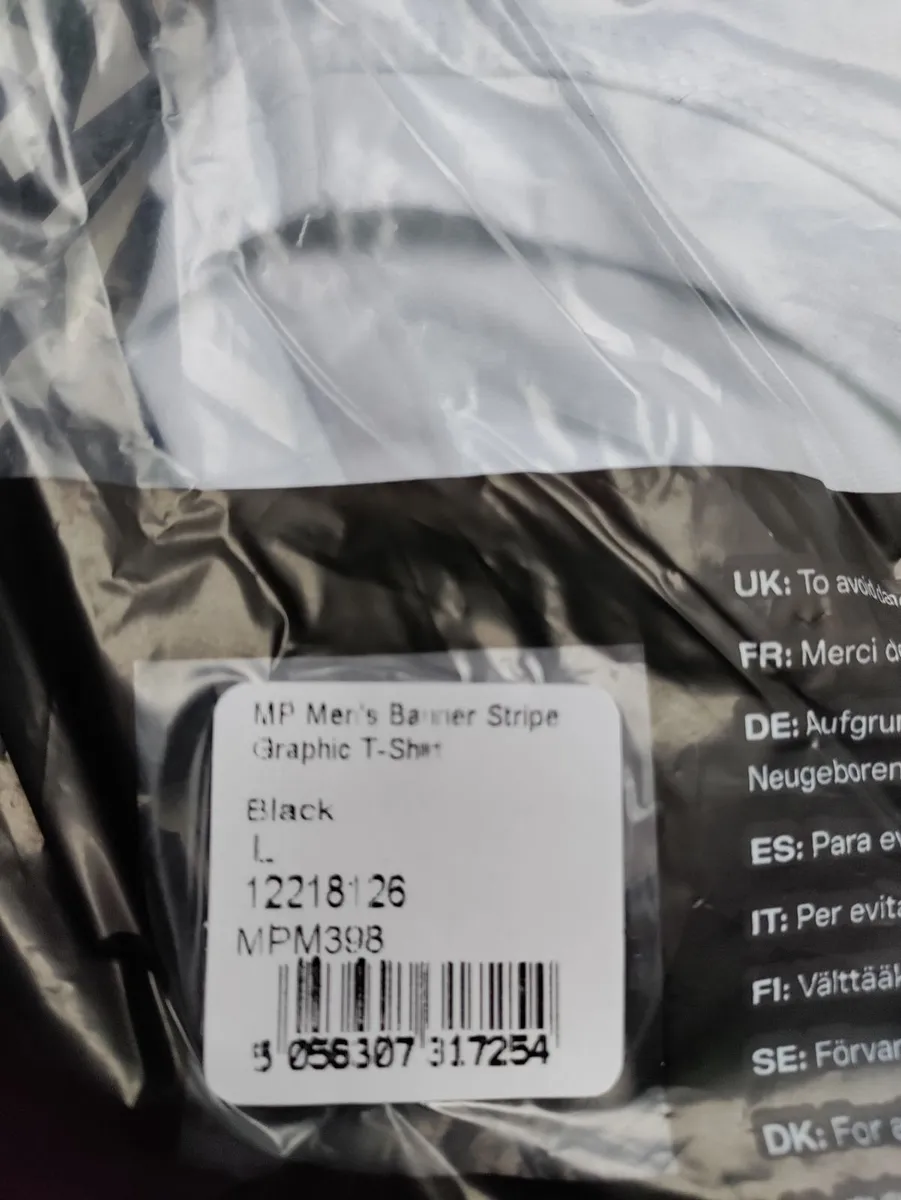 MP Men's Banner Stripe
Graphic T-Shirt
Black
L
12218126
MPM398
5 056307 317254
UK: To avoid
FR: Merci de
DE: Aufgrun
Neugeboren
ES: Para ev
IT: Per evita
FI: Välttääk
SE: Förvar
DK: For a